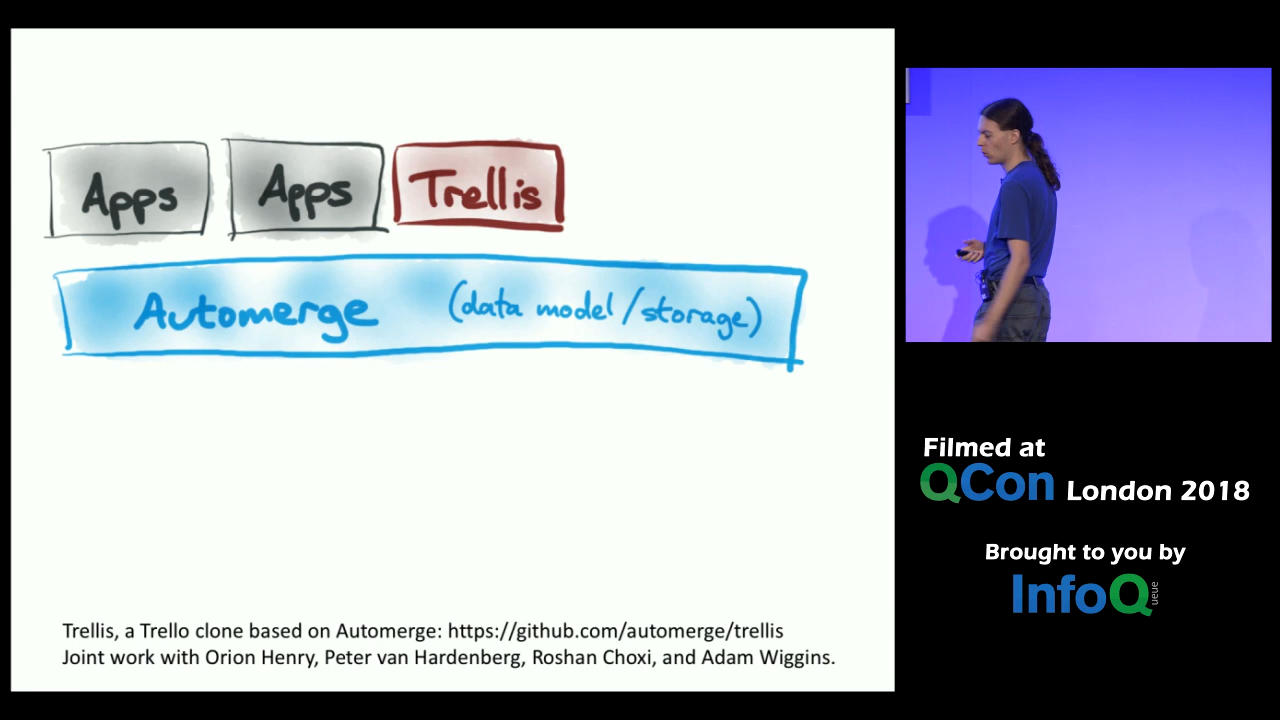 Apps Apps Trellis
Automerge (data model/storage)
Trellis, a Trello clone based on Automerge: https://github.com/automerge/trellis
Joint work with Orion Henry, Peter van Hardenberg, Roshan Choxi, and Adam Wiggins.
Filmed at
QCon London 2018
Brought to you by
InfoQueue